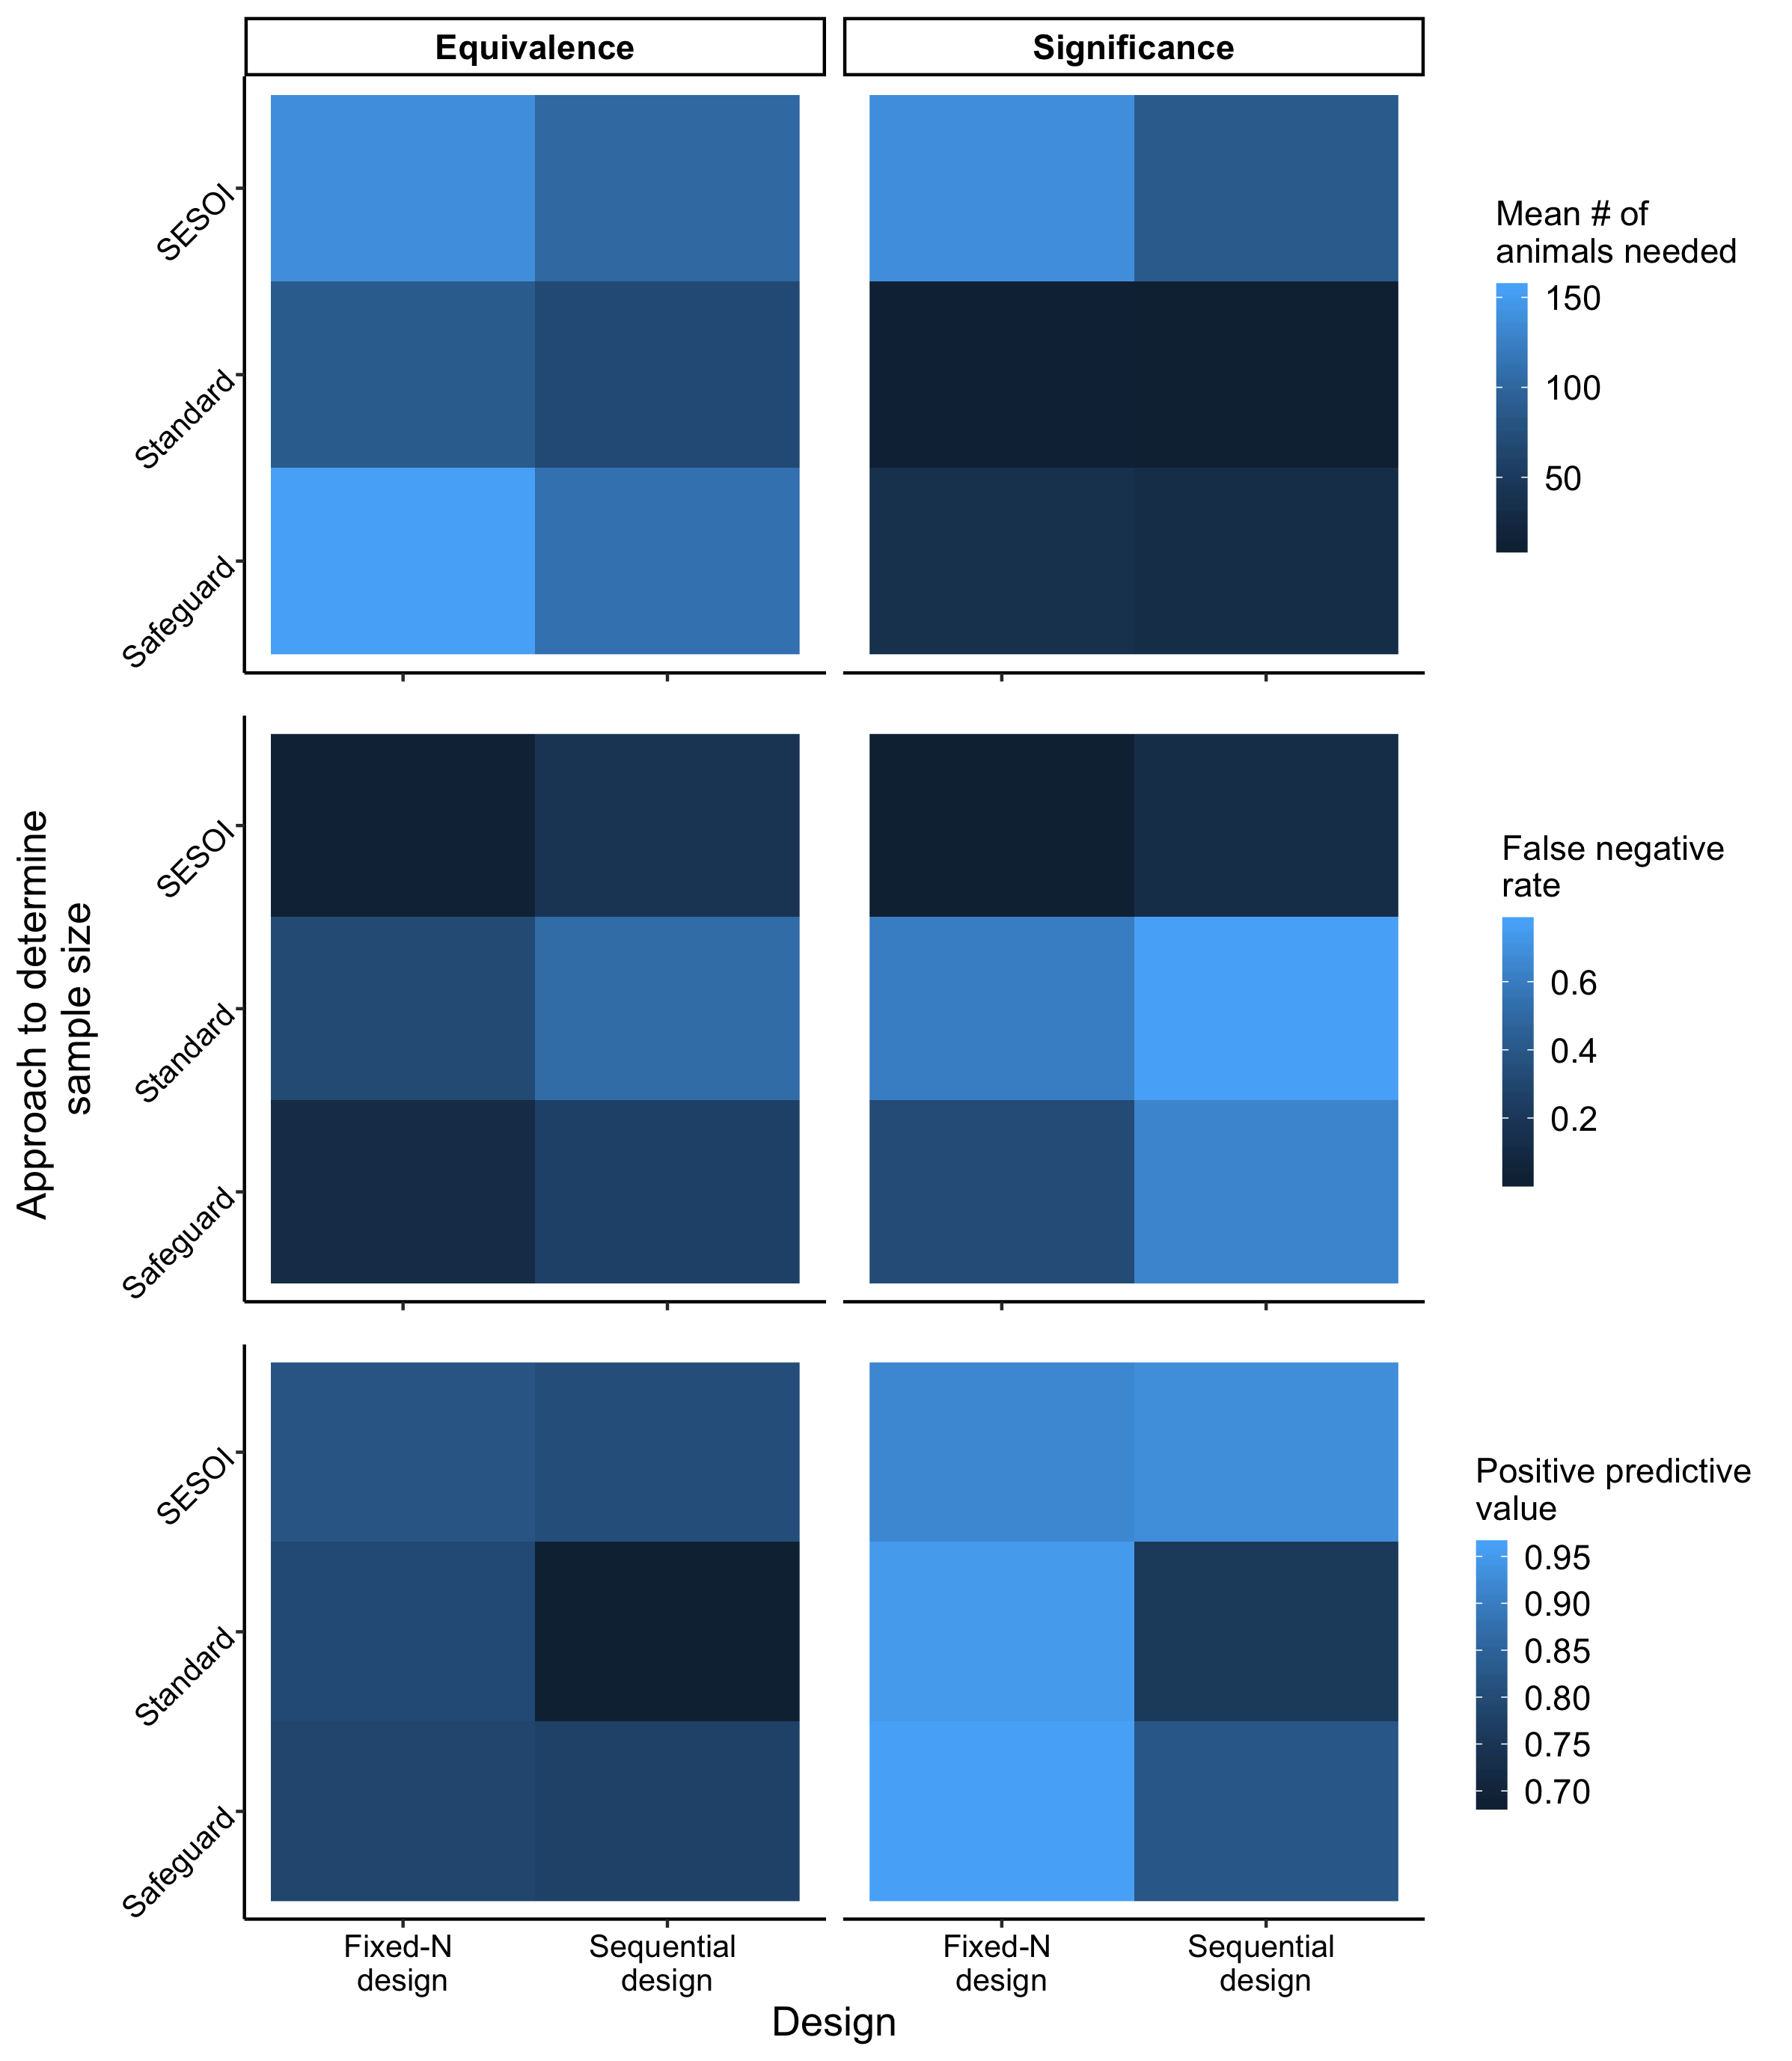 Equivalence
Significance
SESOI
Standard
Safeguard
Mean # of
animals needed
150
100
50
Approach to determine
sample size
SESOI
Standard
Safeguard
False negative
rate
0.6
0.4
0.2
SESOI
Standard
Safeguard
Positive predictive
value
0.95
0.90
0.85
0.80
0.75
0.70
Fixed-N
design
Sequential
design
Fixed-N
design
Sequential
design
Design